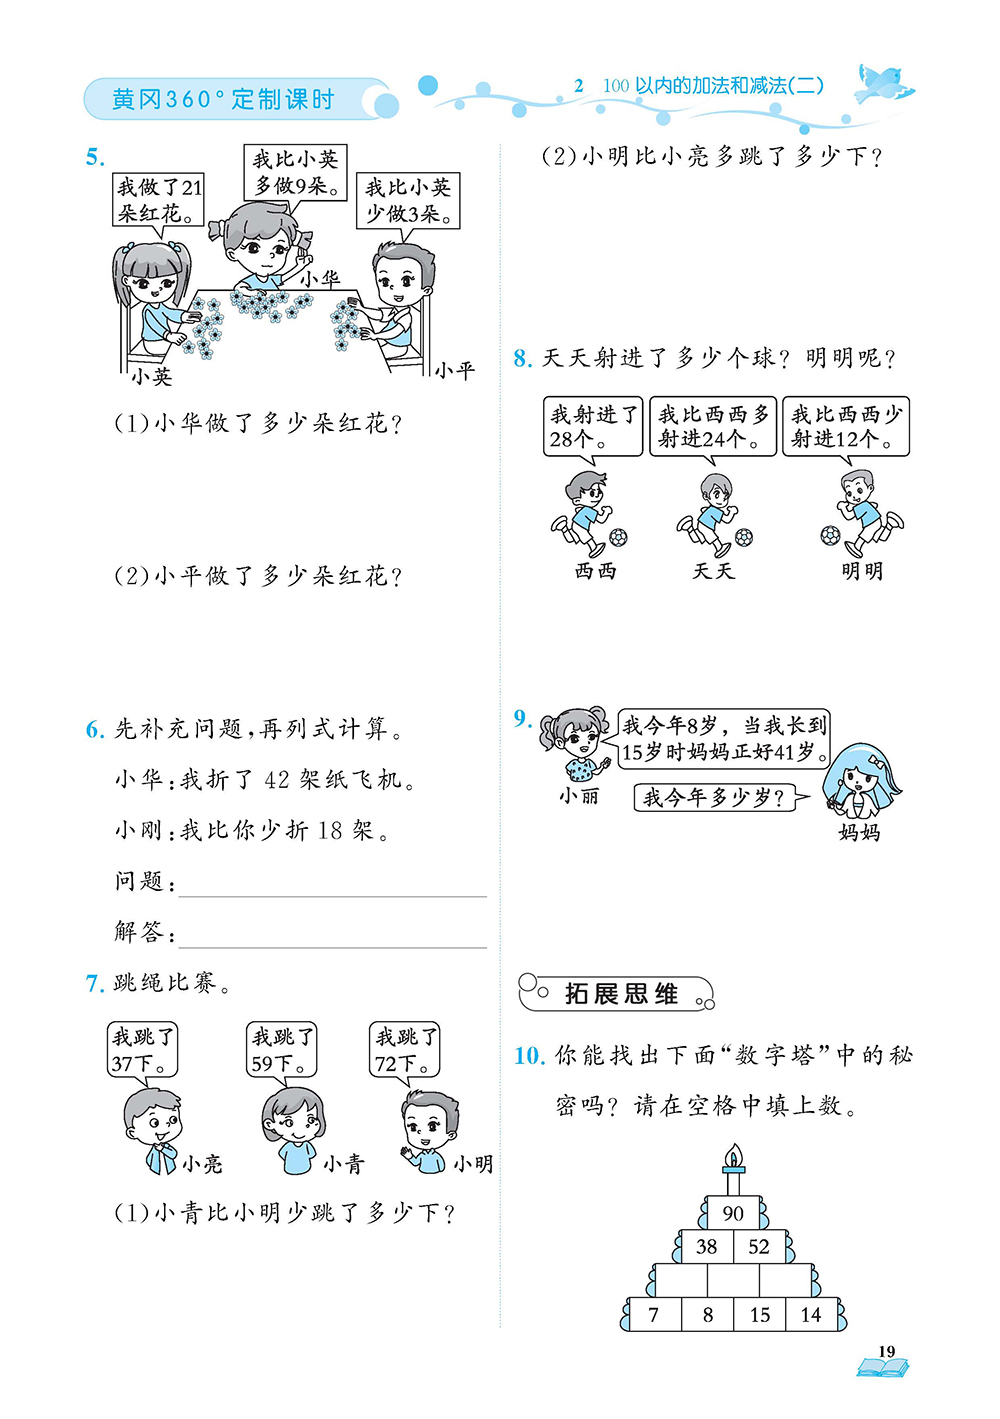 黄冈360°定制课时
2 100以内的加法和减法(二)
5.
我做了21
朵红花。
我比小英
多做9朵。
我比小英
少做3朵。
小华
小英
小平
(1)小华做了多少朵红花?
(2)小平做了多少朵红花?
6. 先补充问题,再列式计算。
小华:我折了 42 架纸飞机。
小刚:我比你少折 18 架。
问题:
解答:
7. 跳绳比赛。
我跳了
37下。
我跳了
59下。
我跳了
72下。
小亮
小青
小明
(1)小青比小明少跳了多少下?
(2)小明比小亮多跳了多少下?
8. 天天射进了多少个球? 明明呢?
我射进了
28个。
我比西西多
射进24个。
我比西西少
射进12个。
西西
天天
明明
9.
我今年8岁，当我长到
15岁时妈妈正好41岁。
小丽
我今年多少岁?
妈妈
拓展思维
10. 你能找出下面“数字塔”中的秘
密吗? 请在空格中填上数。
90
38 52
7 8 15 14
19